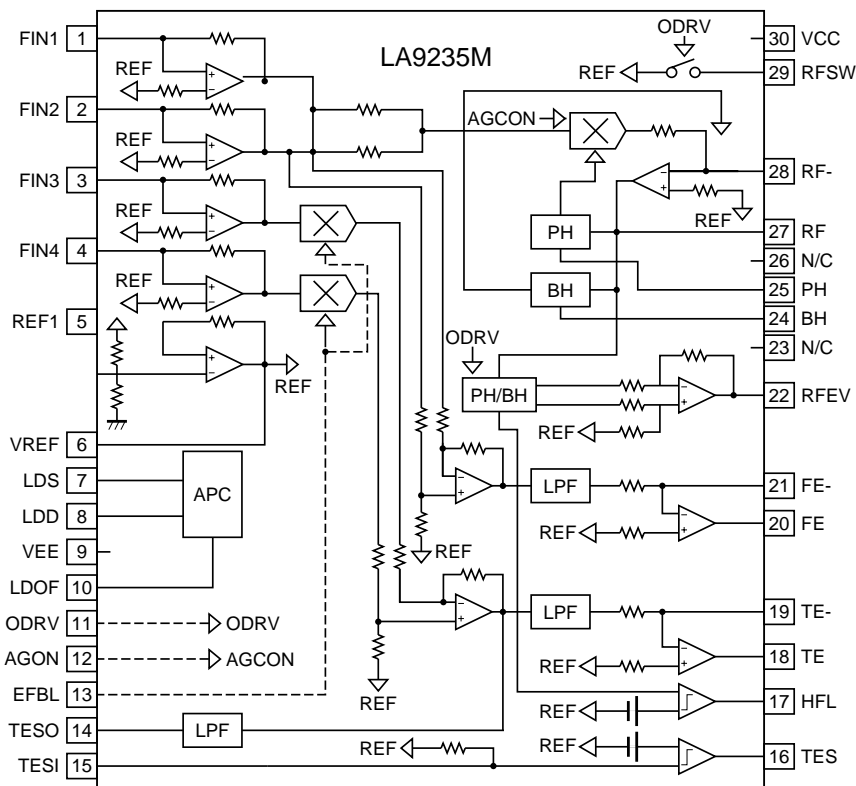 LA9235M
FIN1 1
REF
FIN2 2
REF
FIN3 3
REF
FIN4 4
REF
REF1 5
REF
VREF 6
LDS 7
LDD 8
APC
VEE 9
LDOF 10
ODRV 11
ODRV
AGON 12
AGCON
EFBL 13
TESO 14
LPF
TESI 15
REF
REF
REF
AGCON
ODRV
REF
30 VCC
29 RFSW
28 RF-
REF
PH
27 RF
26 N/C
25 PH
BH
24 BH
23 N/C
ODRV
PH/BH
22 RFEV
REF
LPF
21 FE-
20 FE
REF
LPF
19 TE-
18 TE
REF
17 HFL
REF
16 TES
REF
+
−